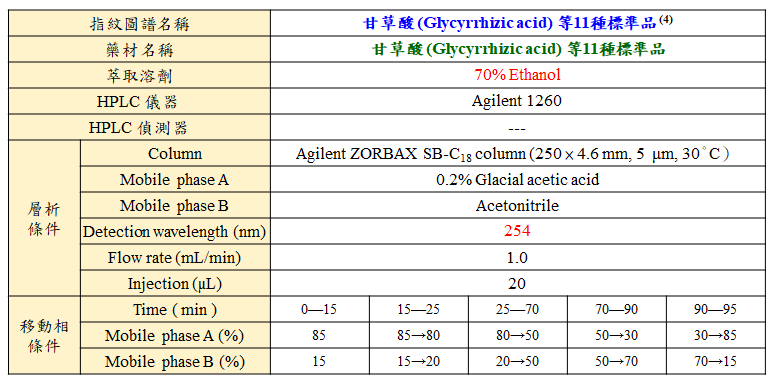 指紋圖譜名稱 甘草酸 (Glycyrrhizic acid) 等11種標準品(4)
藥材名稱 甘草酸 (Glycyrrhizic acid) 等11種標準品
萃取溶劑 70% Ethanol
HPLC 儀器 Agilent 1260
HPLC 偵測器 ---
層析條件
Column Agilent ZORBAX SB-C18 column (250 x 4.6 mm, 5 μm, 30°C )
Mobile phase A 0.2% Glacial acetic acid
Mobile phase B Acetonitrile
Detection wavelength (nm) 254
Flow rate (mL/min) 1.0
Injection (μL) 20
移動相條件
Time ( min ) 0—15 15—25 25—70 70—90 90—95
Mobile phase A (%) 85 85→80 80→50 50→30 30→85
Mobile phase B (%) 15 15→20 20→50 50→70 70→15